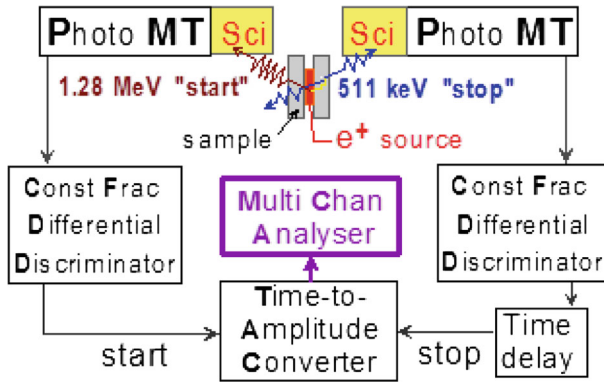 Photo MT
Sci
Sci
Photo MT
1.28 MeV "start"
511 keV "stop"
sample
e+ source
Const Frac
Differential
Discriminator
Multi Chan
Analyser
Const Frac
Differential
Discriminator
Time-to-
Amplitude
Converter
Time
delay
start
stop